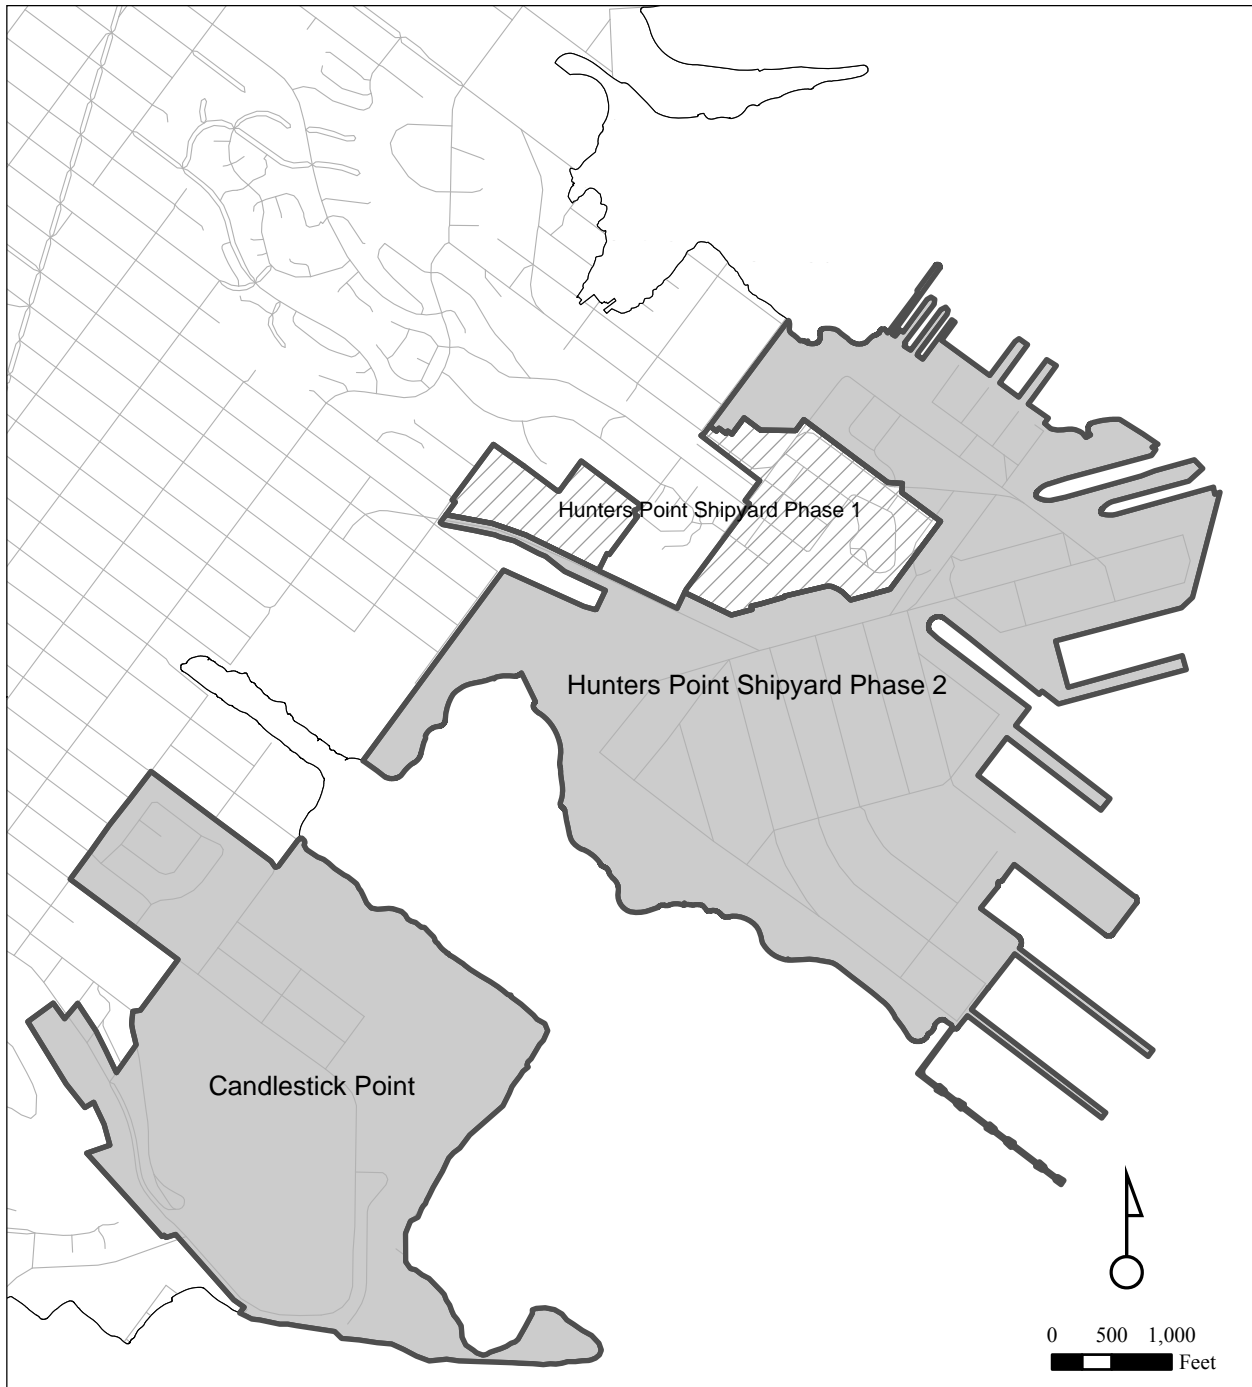 Hunters Point Shipyard Phase 1
Hunters Point Shipyard Phase 2
Candlestick Point
0 500 1,000
Feet